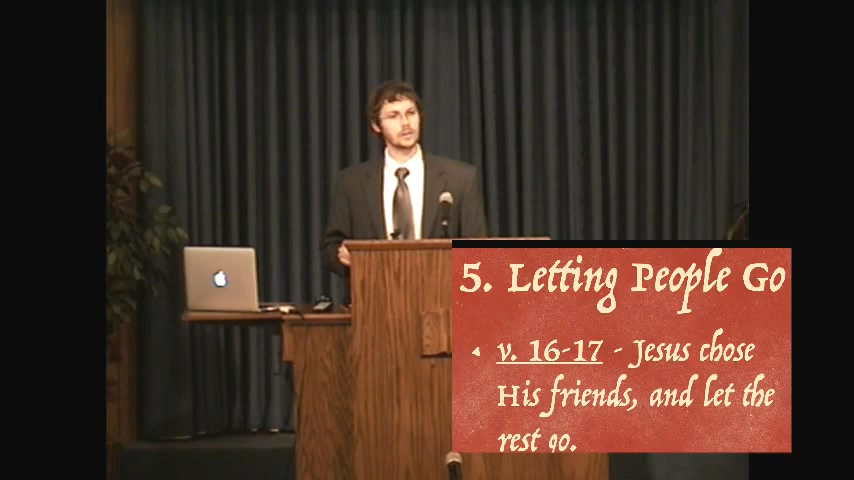 5. Letting People Go
v. 16-17 - Jesus chose
His friends, and let the
rest go.